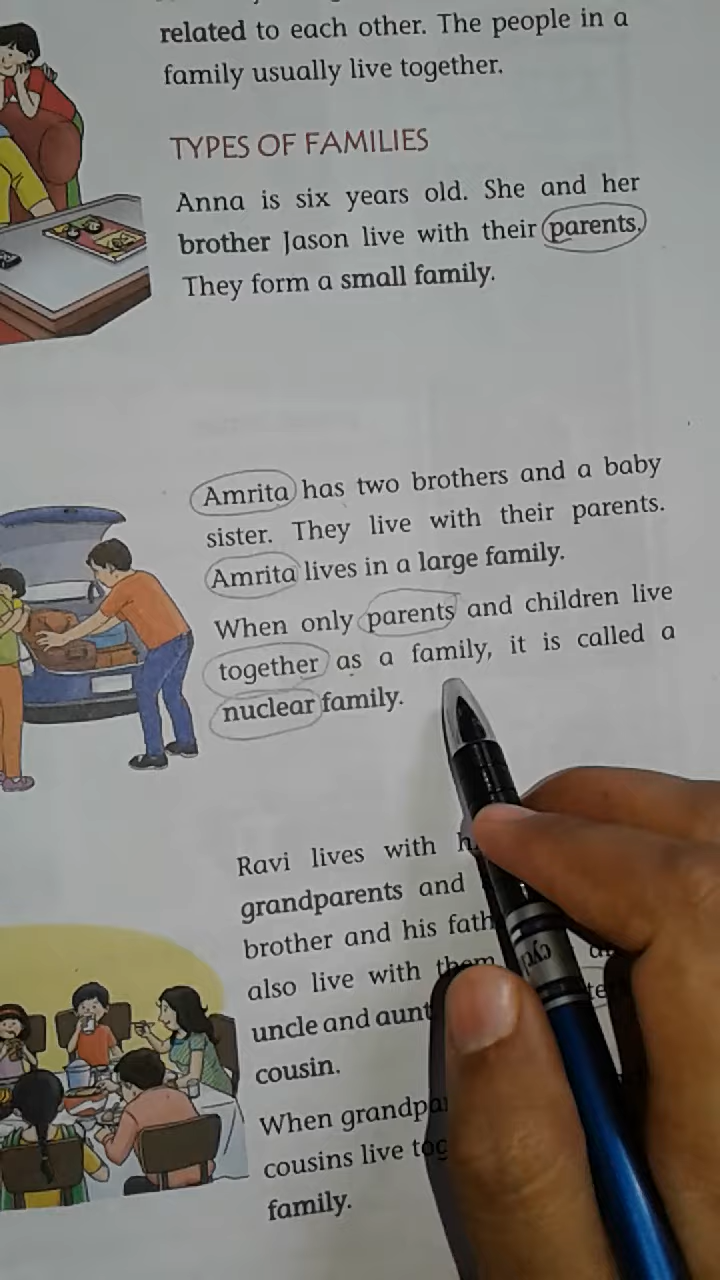 related to each other. The people in a
family usually live together.
TYPES OF FAMILIES
Anna is six years old. She and her
brother Jason live with their parents.
They form a small family.
Amrita has two brothers and a baby
sister. They live with their parents.
Amrita lives in a large family.
When only parents and children live
together as a family, it is called a
nuclear family.
Ravi lives with
grandparents and
brother and his
also live with them
uncle and aunt
cousin.
When
cousins live
family.